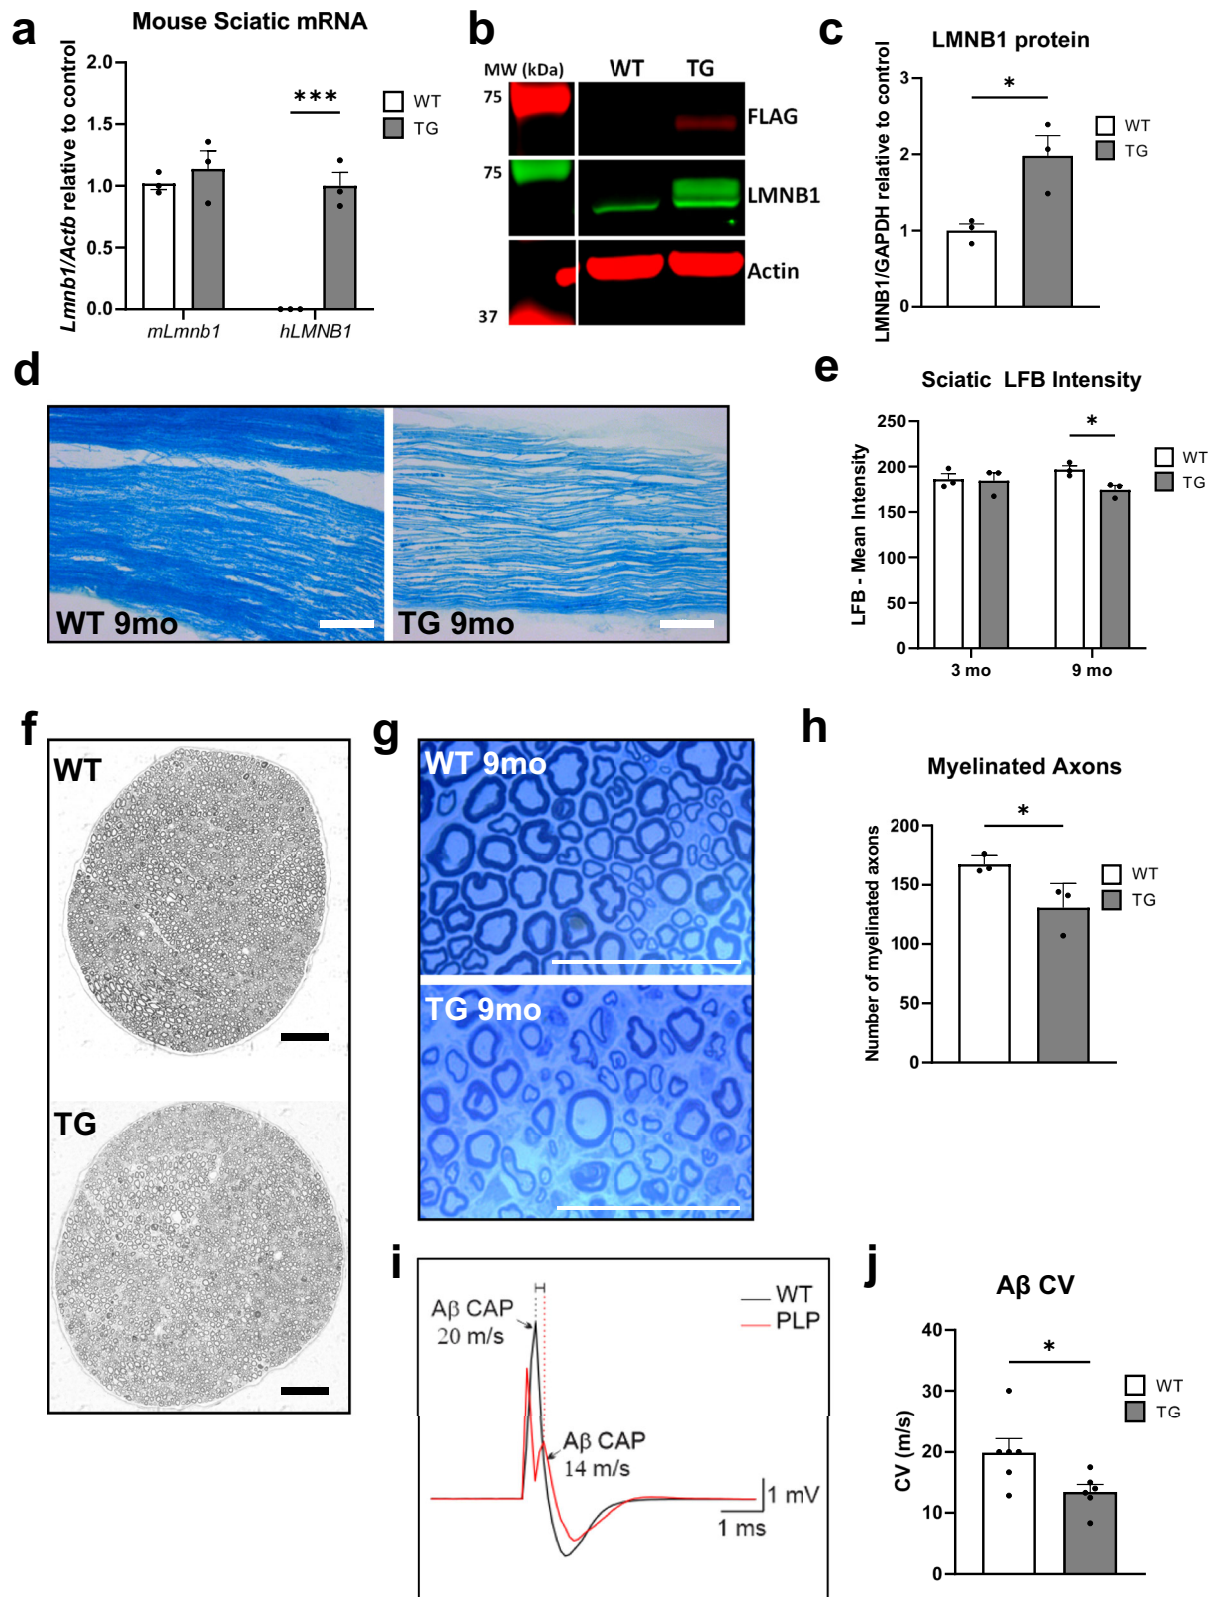 a
Mouse Sciatic mRNA
Lmnb1/Actb relative to control
2.0
1.5
1.0
0.5
0.0
***
WT
TG
mLmnb1
hLMNB1
b
MW (kDa)
WT
TG
75
FLAG
75
LMNB1
Actin
37
c
LMNB1 protein
LMNB1/GAPDH relative to control
3
2
1
0
*
WT
TG
d
WT 9mo
TG 9mo
e
Sciatic LFB Intensity
LFB - Mean Intensity
250
200
150
100
50
0
*
WT
TG
3 mo
9 mo
f
WT
TG
g
WT 9mo
TG 9mo
h
Myelinated Axons
Number of myelinated axons
200
150
100
50
0
*
WT
TG
i
Aβ CAP
20 m/s
WT
PLP
Aβ CAP
14 m/s
1 mV
1 ms
j
Aβ CV
CV (m/s)
40
30
20
10
0
*
WT
TG